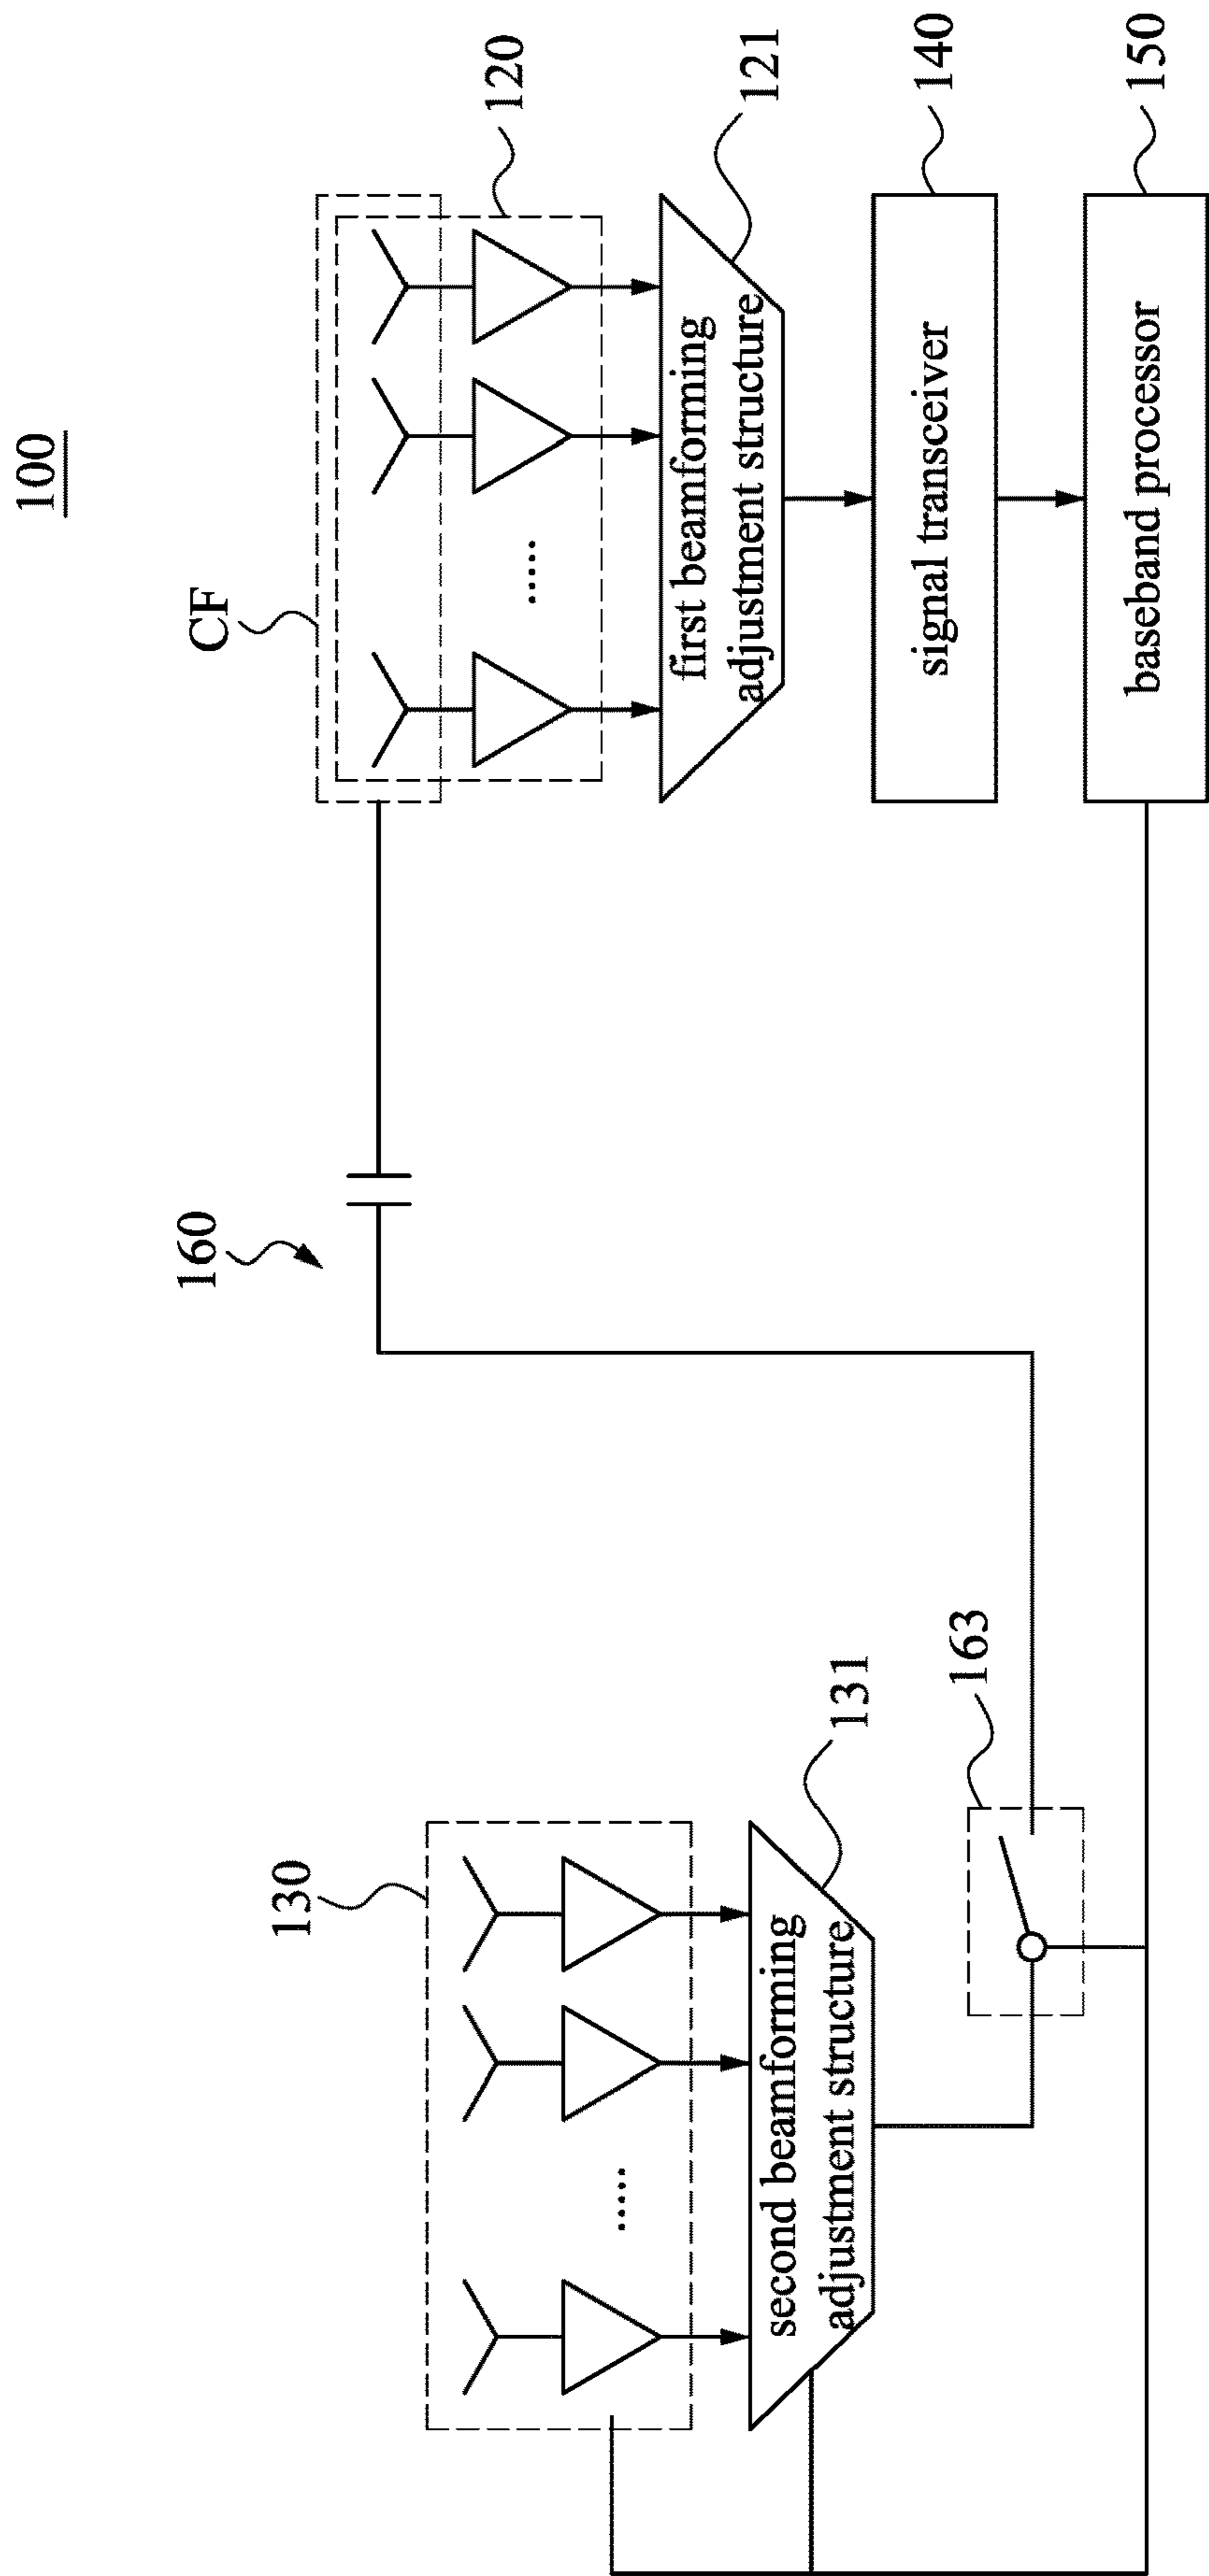 100
CF
120
first beamforming
adjustment structure
121
signal transceiver
140
baseband processor
150
160
130
.....
.....
second beamforming
adjustment structure
131
163